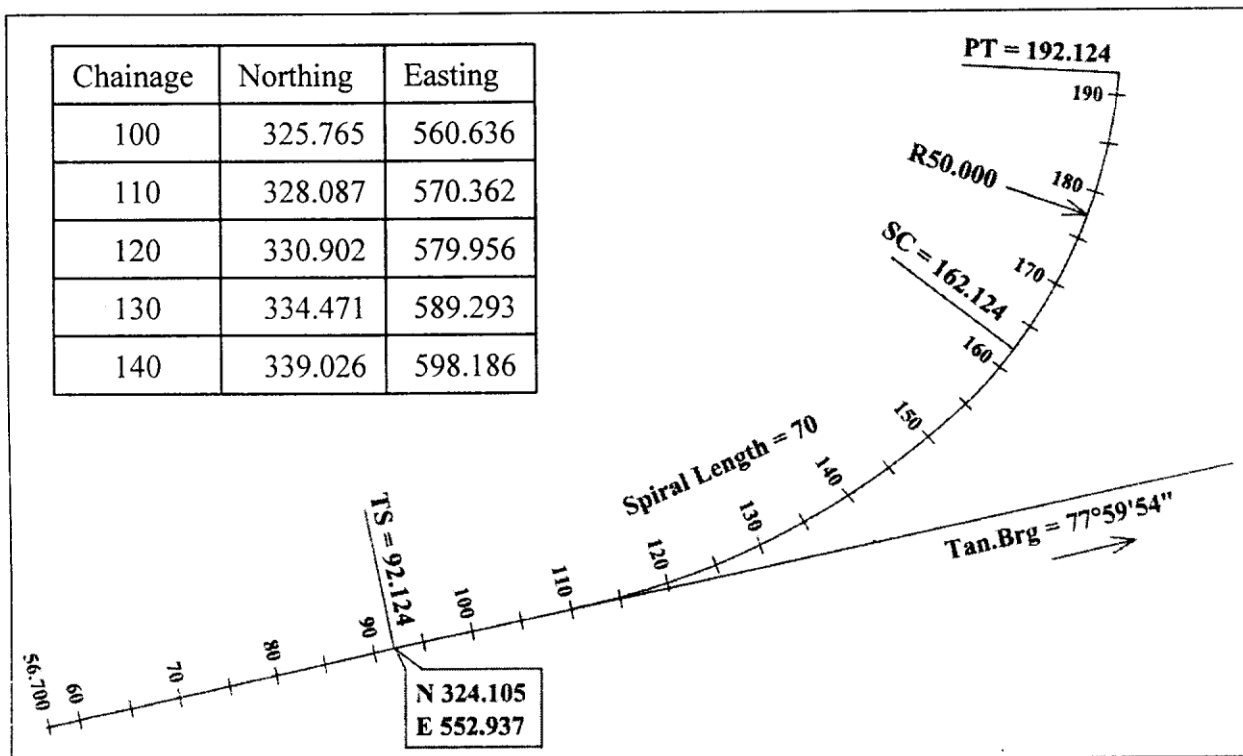 Chainage Northing Easting
100 325.765 560.636
110 328.087 570.362
120 330.902 579.956
130 334.471 589.293
140 339.026 598.186
PT = 192.124
190
R50.000
180
SC = 162.124
170
160
150
Spiral Length = 70
140
130
Tan.Brg = 77°59'54"
120
110
TS = 92.124
100
90
80
70
60
56.700
N 324.105
E 552.937